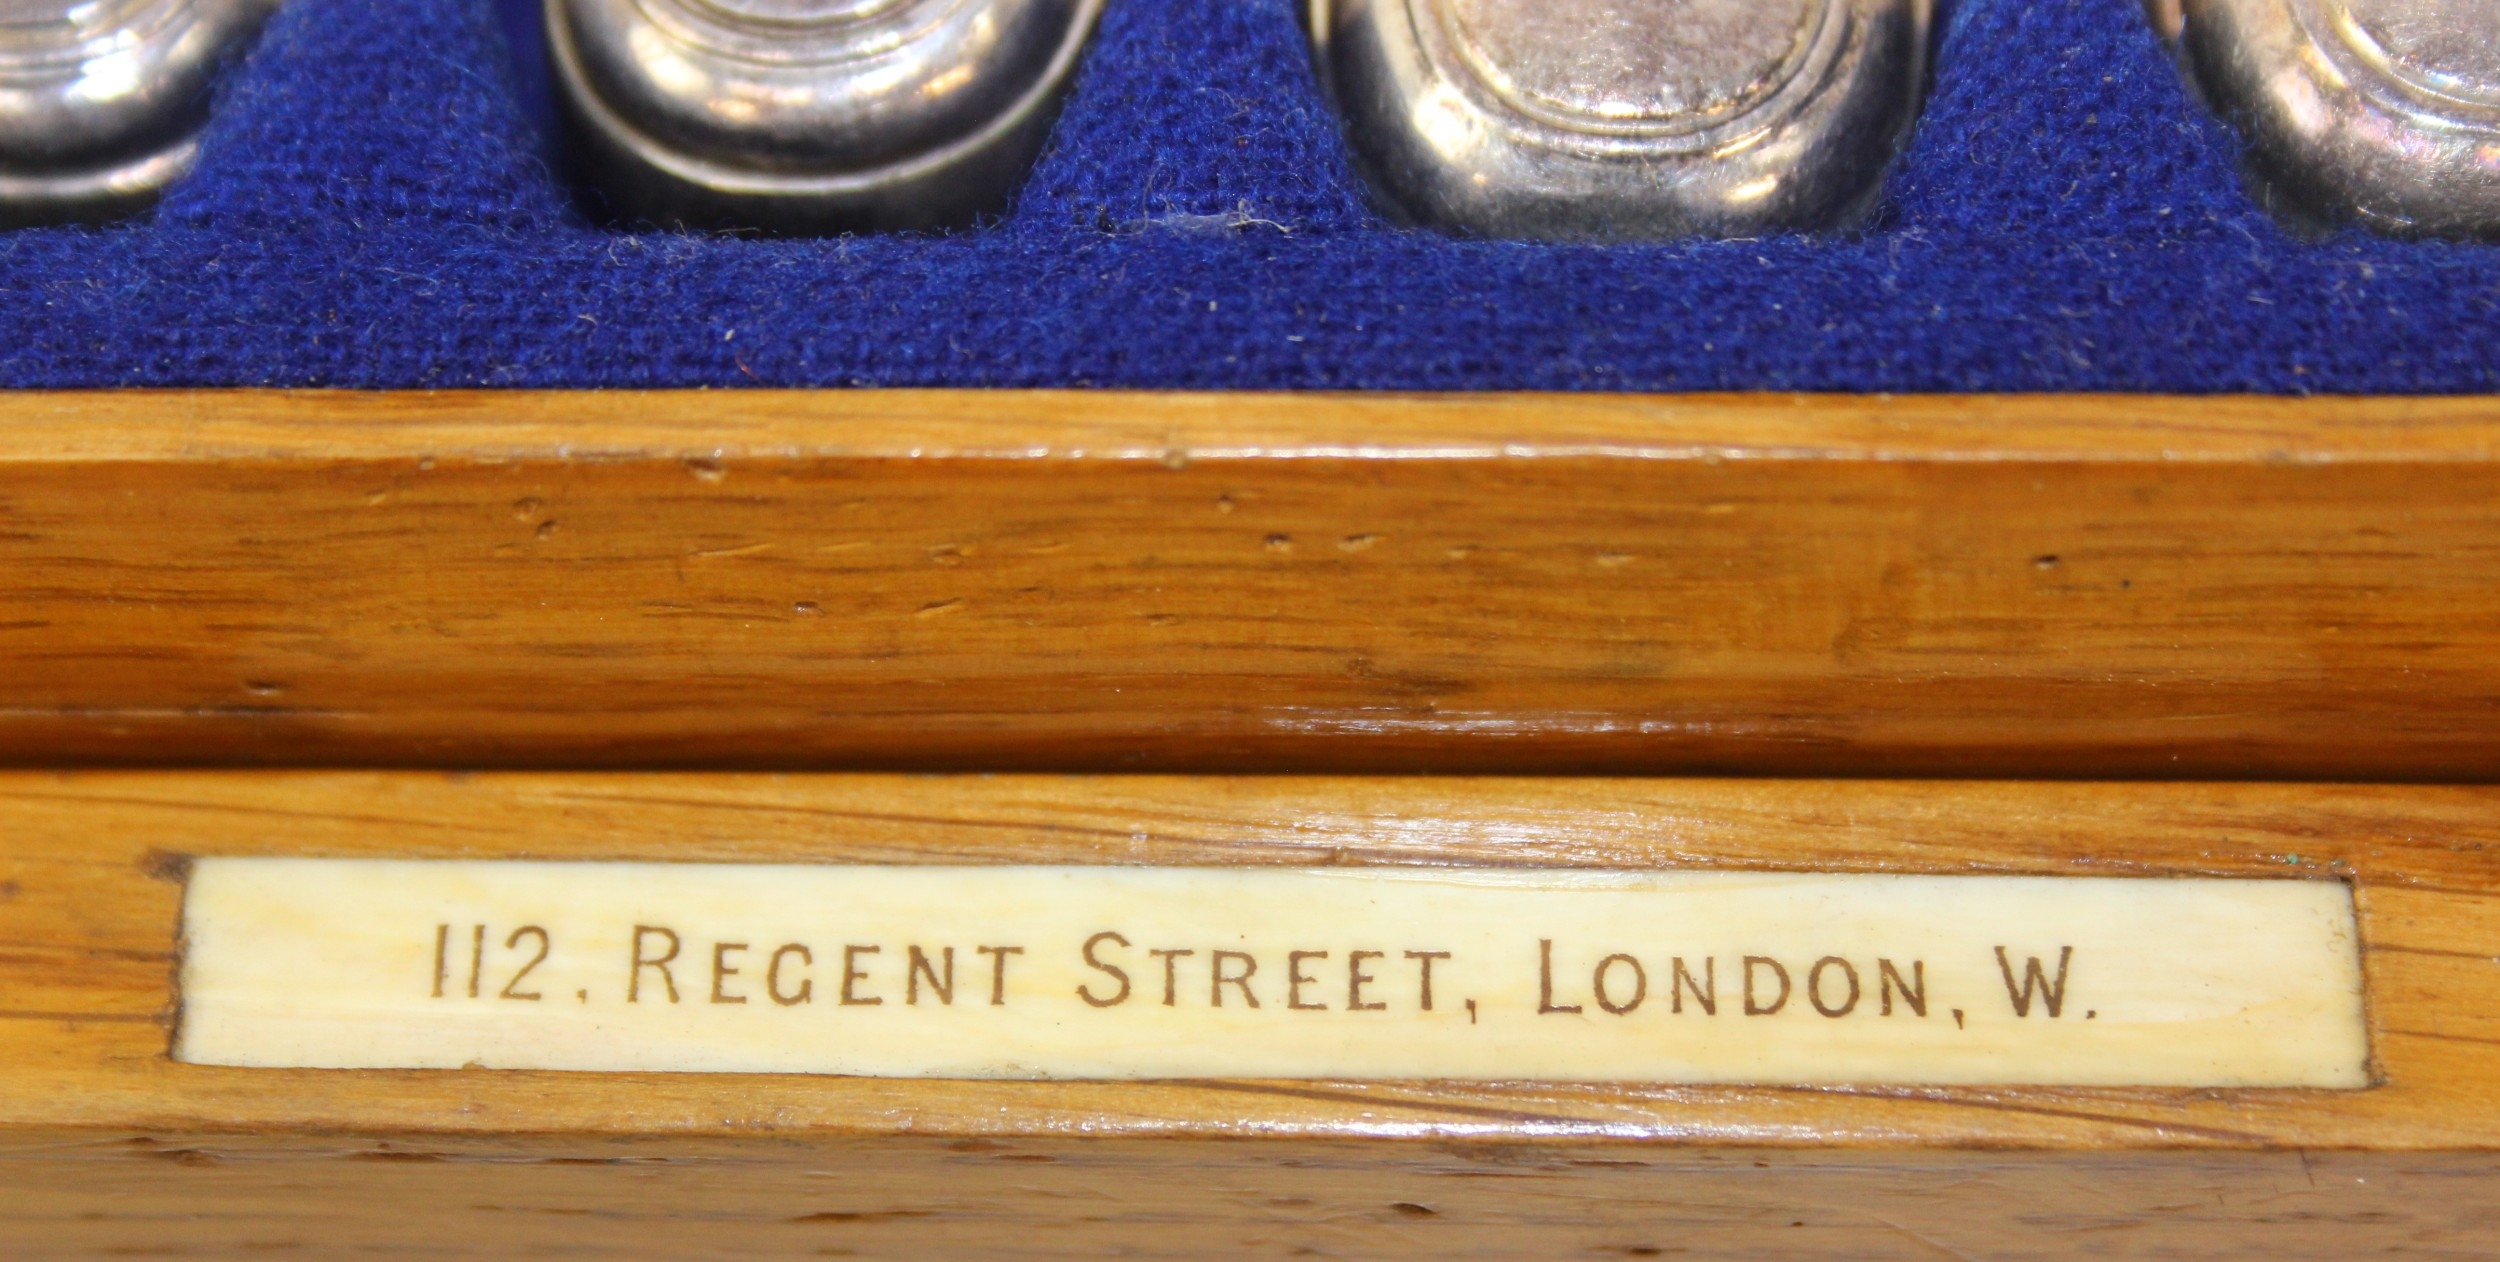 112. REGENT STREET, LONDON, W.